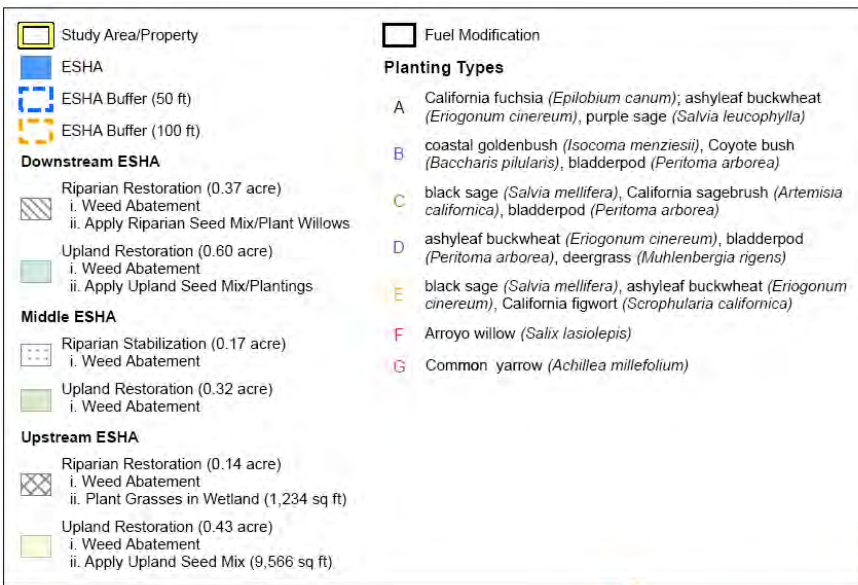 Study Area/Property
ESHA
ESHA Buffer (50 ft)
ESHA Buffer (100 ft)
Downstream ESHA
Riparian Restoration (0.37 acre)
i. Weed Abatement
ii. Apply Riparian Seed Mix/Plant Willows
Upland Restoration (0.60 acre)
i. Weed Abatement
ii. Apply Upland Seed Mix/Plantings
Middle ESHA
Riparian Stabilization (0.17 acre)
i. Weed Abatement
Upland Restoration (0.32 acre)
i. Weed Abatement
Upstream ESHA
Riparian Restoration (0.14 acre)
i. Weed Abatement
ii. Plant Grasses in Wetland (1,234 sq ft)
Upland Restoration (0.43 acre)
i. Weed Abatement
ii. Apply Upland Seed Mix (9,566 sq ft)
Fuel Modification
Planting Types
A California fuchsia (Epilobium canum); ashyleaf buckwheat
(Eriogonum cinereum), purple sage (Salvia leucophylla)
B coastal goldenbush (Isocoma menziesii), Coyote bush
(Baccharis pilularis), bladderpod (Peritoma arborea)
C black sage (Salvia mellifera), California sagebrush (Artemisia
californica), bladderpod (Peritoma arborea)
D ashyleaf buckwheat (Eriogonum cinereum), bladderpod
(Peritoma arborea), deergrass (Muhlenbergia rigens)
E black sage (Salvia mellifera), ashyleaf buckwheat (Eriogonum
cinereum), California figwort (Scrophularia californica)
F Arroyo willow (Salix lasiolepis)
G Common yarrow (Achillea millefolium)